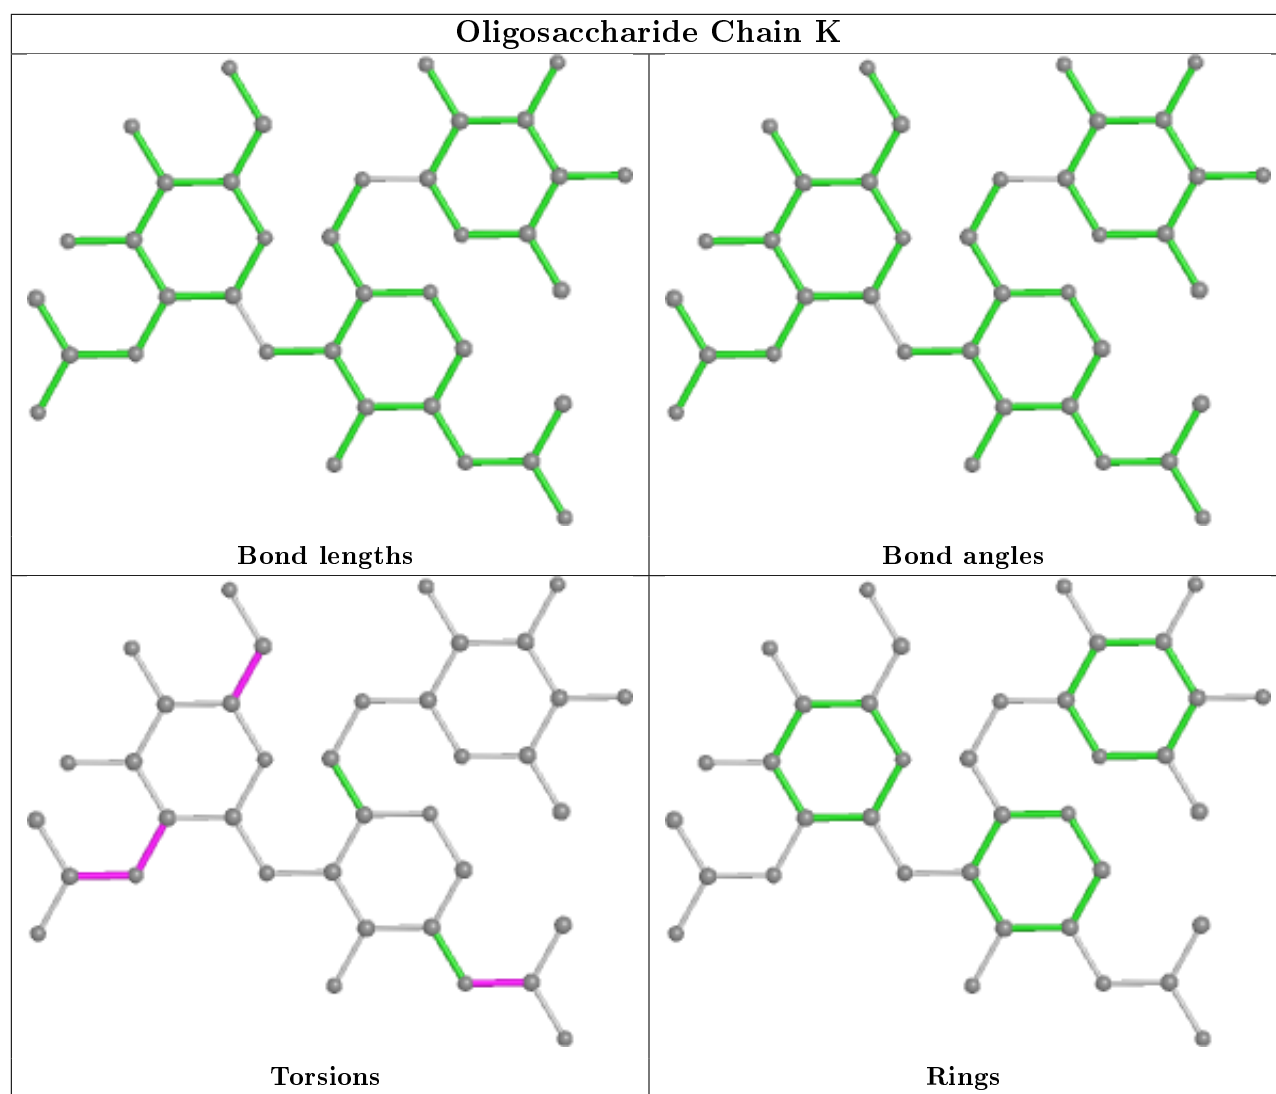 Oligosaccharide Chain K
Bond lengths
Bond angles
Torsions
Rings